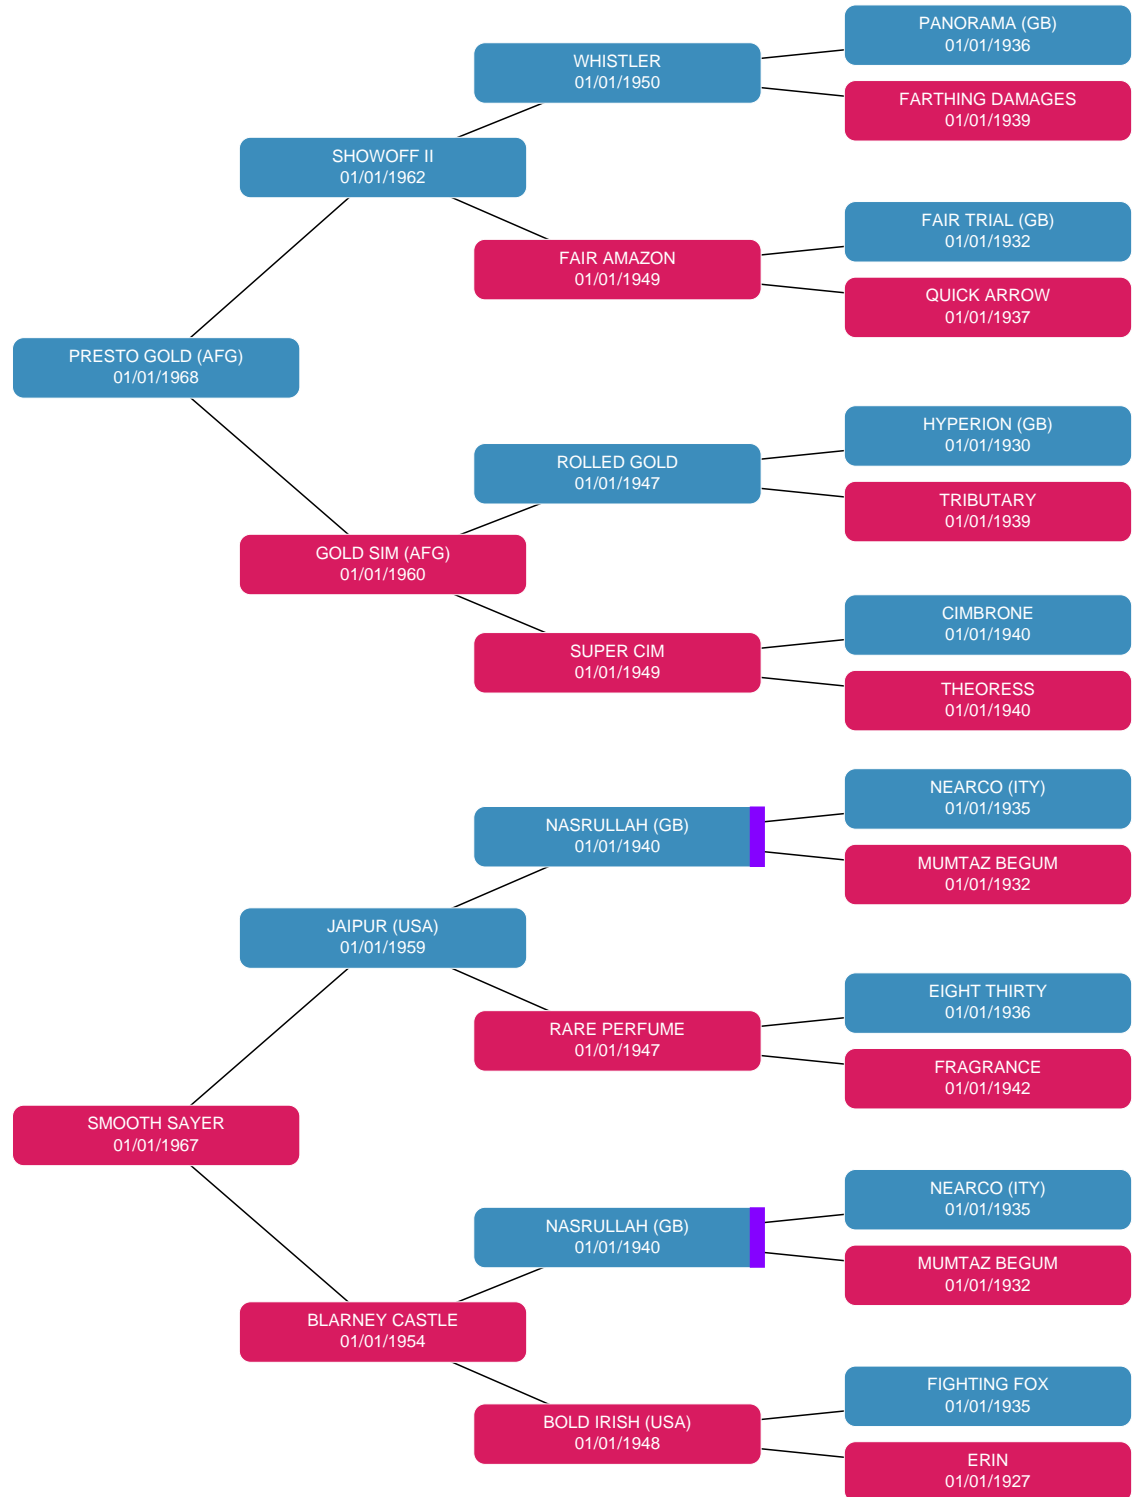 PANORAMA (GB)
01/01/1936
WHISTLER
01/01/1950
FARTHING DAMAGES
01/01/1939
SHOWOFF II
01/01/1962
FAIR TRIAL (GB)
01/01/1932
FAIR AMAZON
01/01/1949
QUICK ARROW
01/01/1937
PRESTO GOLD (AFG)
01/01/1968
HYPERION (GB)
01/01/1930
ROLLED GOLD
01/01/1947
TRIBUTARY
01/01/1939
GOLD SIM (AFG)
01/01/1960
CIMBRONE
01/01/1940
SUPER CIM
01/01/1949
THEORESS
01/01/1940
NEARCO (ITY)
01/01/1935
NASRULLAH (GB)
01/01/1940
MUMTAZ BEGUM
01/01/1932
JAIPUR (USA)
01/01/1959
EIGHT THIRTY
01/01/1936
RARE PERFUME
01/01/1947
FRAGRANCE
01/01/1942
SMOOTH SAYER
01/01/1967
NEARCO (ITY)
01/01/1935
NASRULLAH (GB)
01/01/1940
MUMTAZ BEGUM
01/01/1932
BLARNEY CASTLE
01/01/1954
FIGHTING FOX
01/01/1935
BOLD IRISH (USA)
01/01/1948
ERIN
01/01/1927